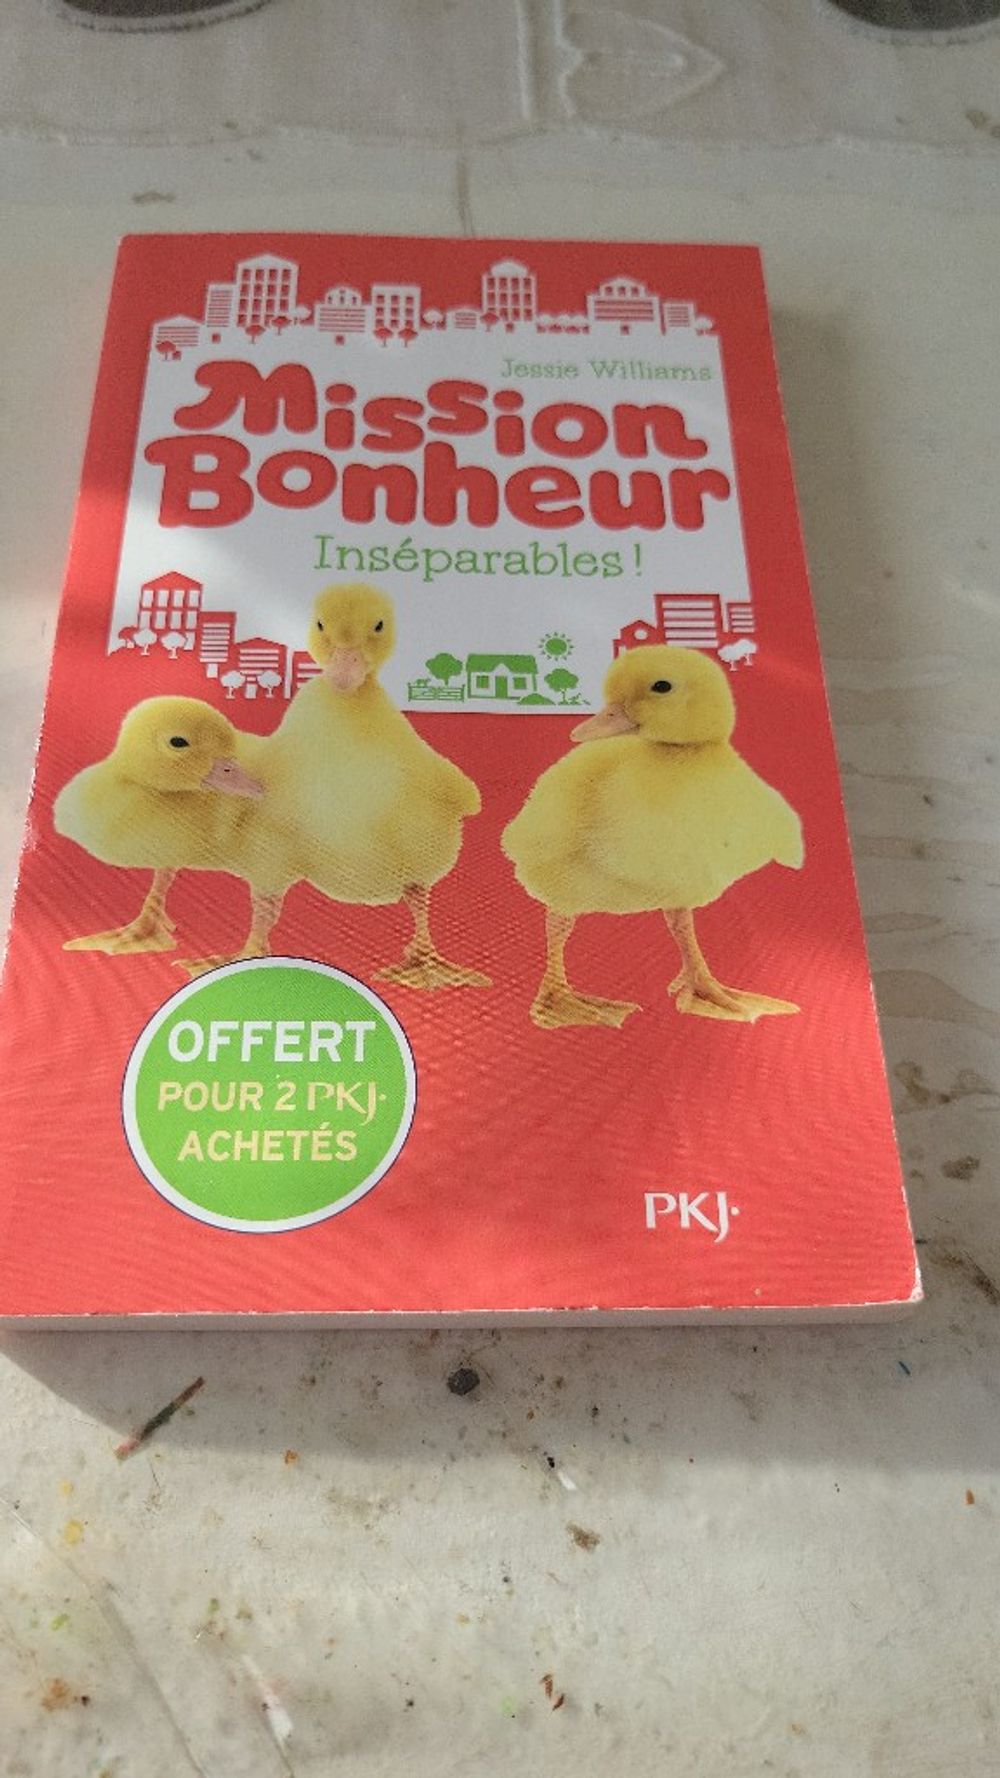 Jessie Williams
Mission
Bonheur
Inséparables !
OFFERT
POUR 2 PKJ.
ACHETÉS
PKJ.